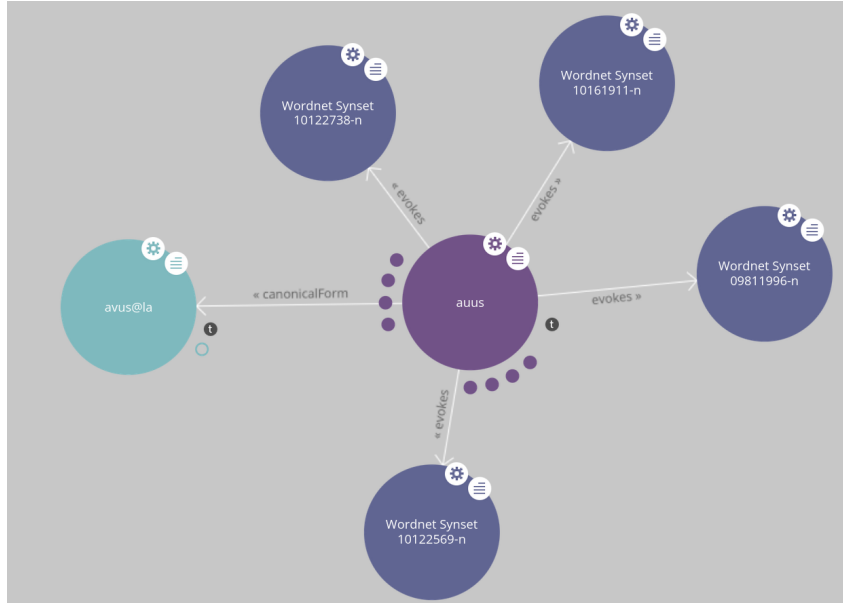 Wordnet Synset
10161911-n
Wordnet Synset
10122738-n
« evokes
evokes »
Wordnet Synset
09811996-n
avus@la
« canonicalForm
auus
evokes »
t
t
« evokes
Wordnet Synset
10122569-n